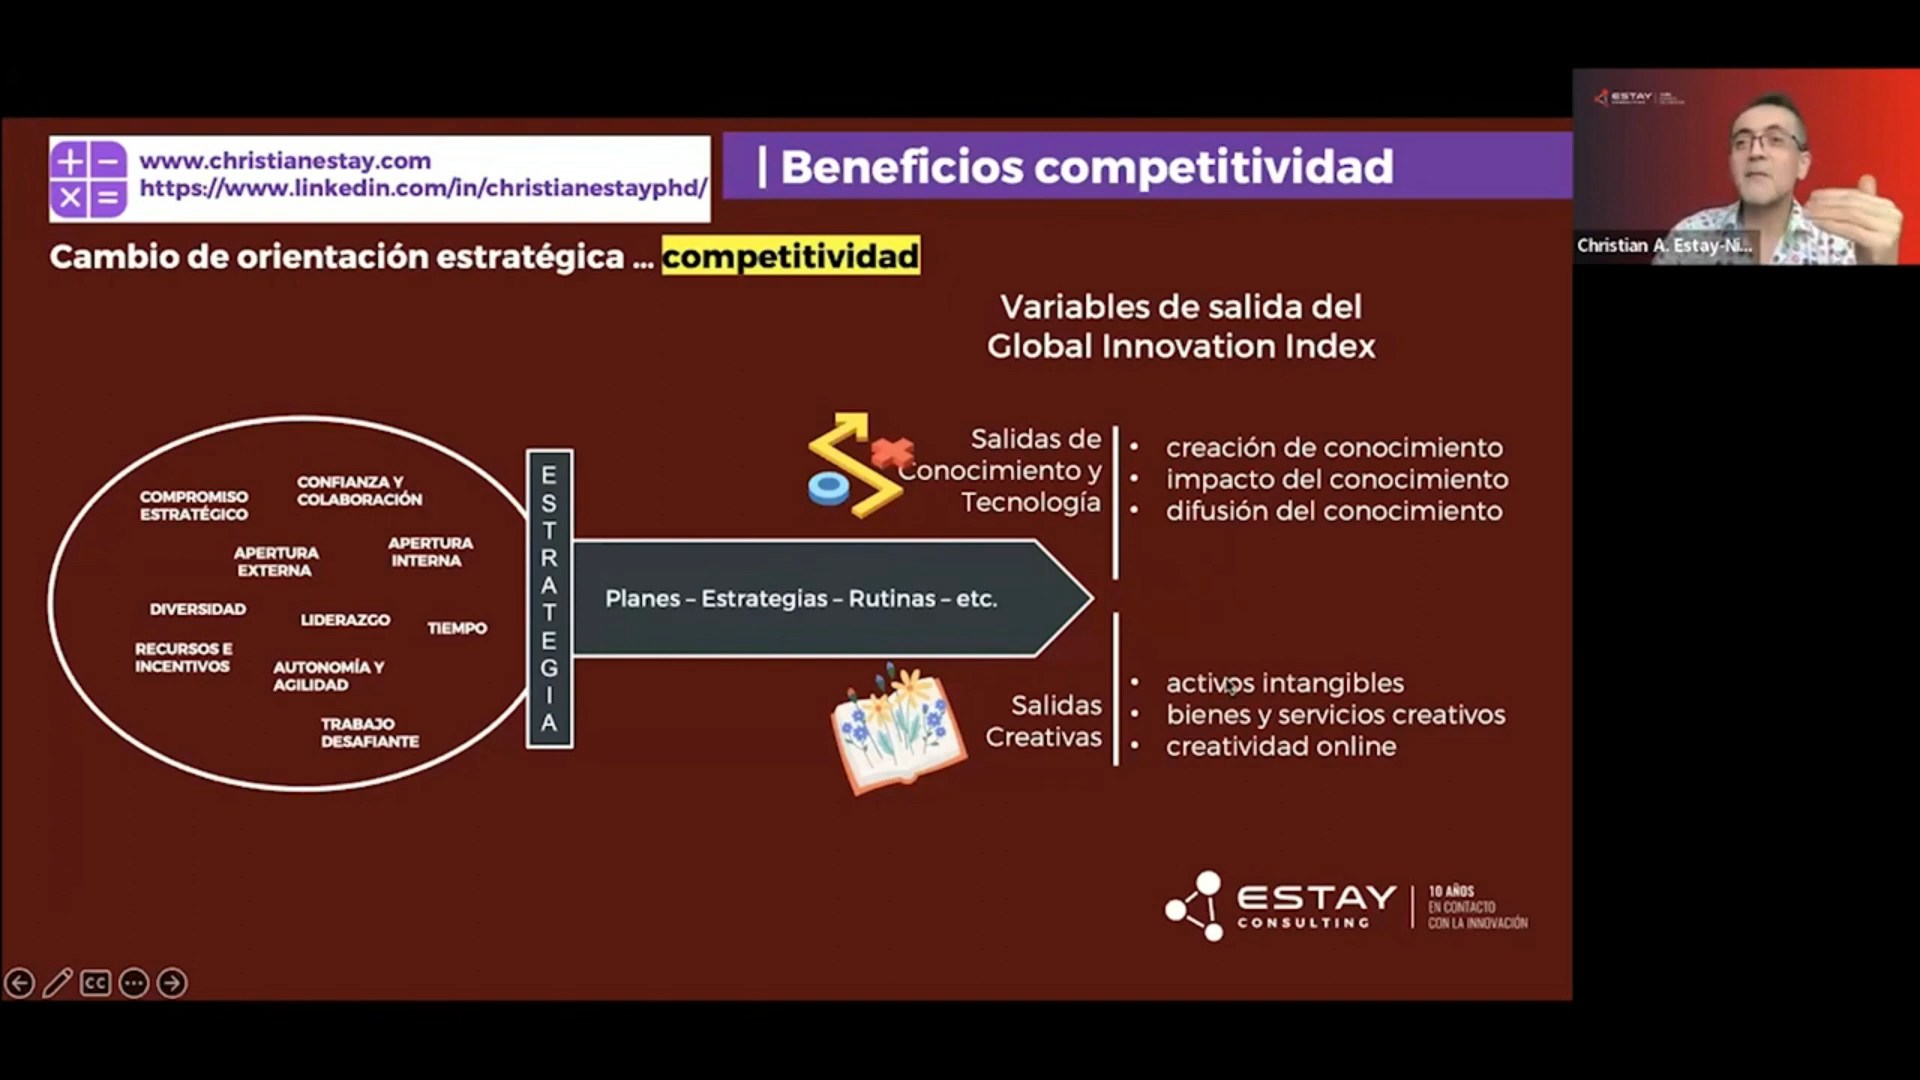 www.christianestay.com
https://www.linkedin.com/in/christianestayphd/
| Beneficios competitividad
Cambio de orientación estratégica ... competitividad
Variables de salida del
Global Innovation Index
COMPROMISO
ESTRATÉGICO
CONFIANZA Y
COLABORACIÓN
APERTURA
EXTERNA
APERTURA
INTERNA
DIVERSIDAD
LIDERAZGO
TIEMPO
RECURSOS E
INCENTIVOS
AUTONOMÍA Y
AGILIDAD
TRABAJO
DESAFIANTE
ESTRATEGIA
Planes – Estrategias – Rutinas – etc.
Salidas de
Conocimiento y
Tecnología
• creación de conocimiento
• impacto del conocimiento
• difusión del conocimiento
Salidas
Creativas
• activos intangibles
• bienes y servicios creativos
• creatividad online
ESTAY
CONSULTING
10 AÑOS
EN CONTACTO
CON LA INNOVACIÓN
CC
ESTAY
Christian A. Estay-Ni...